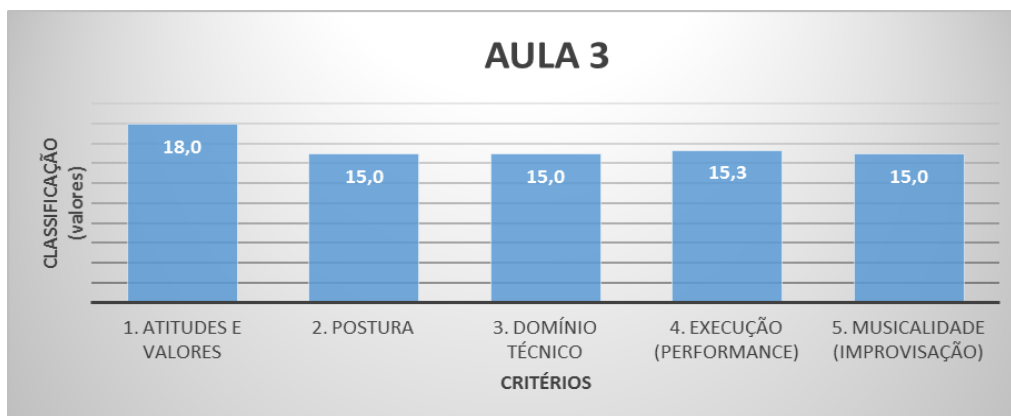 AULA 3
CLASSIFICAÇÃO
(valores)
18,0
15,0
15,0
15,3
15,0
1. ATITUDES E
VALORES
2. POSTURA
3. DOMÍNIO
TÉCNICO
4. EXECUÇÃO
(PERFORMANCE)
5. MUSICALIDADE
(IMPROVISAÇÃO)
CRITÉRIOS